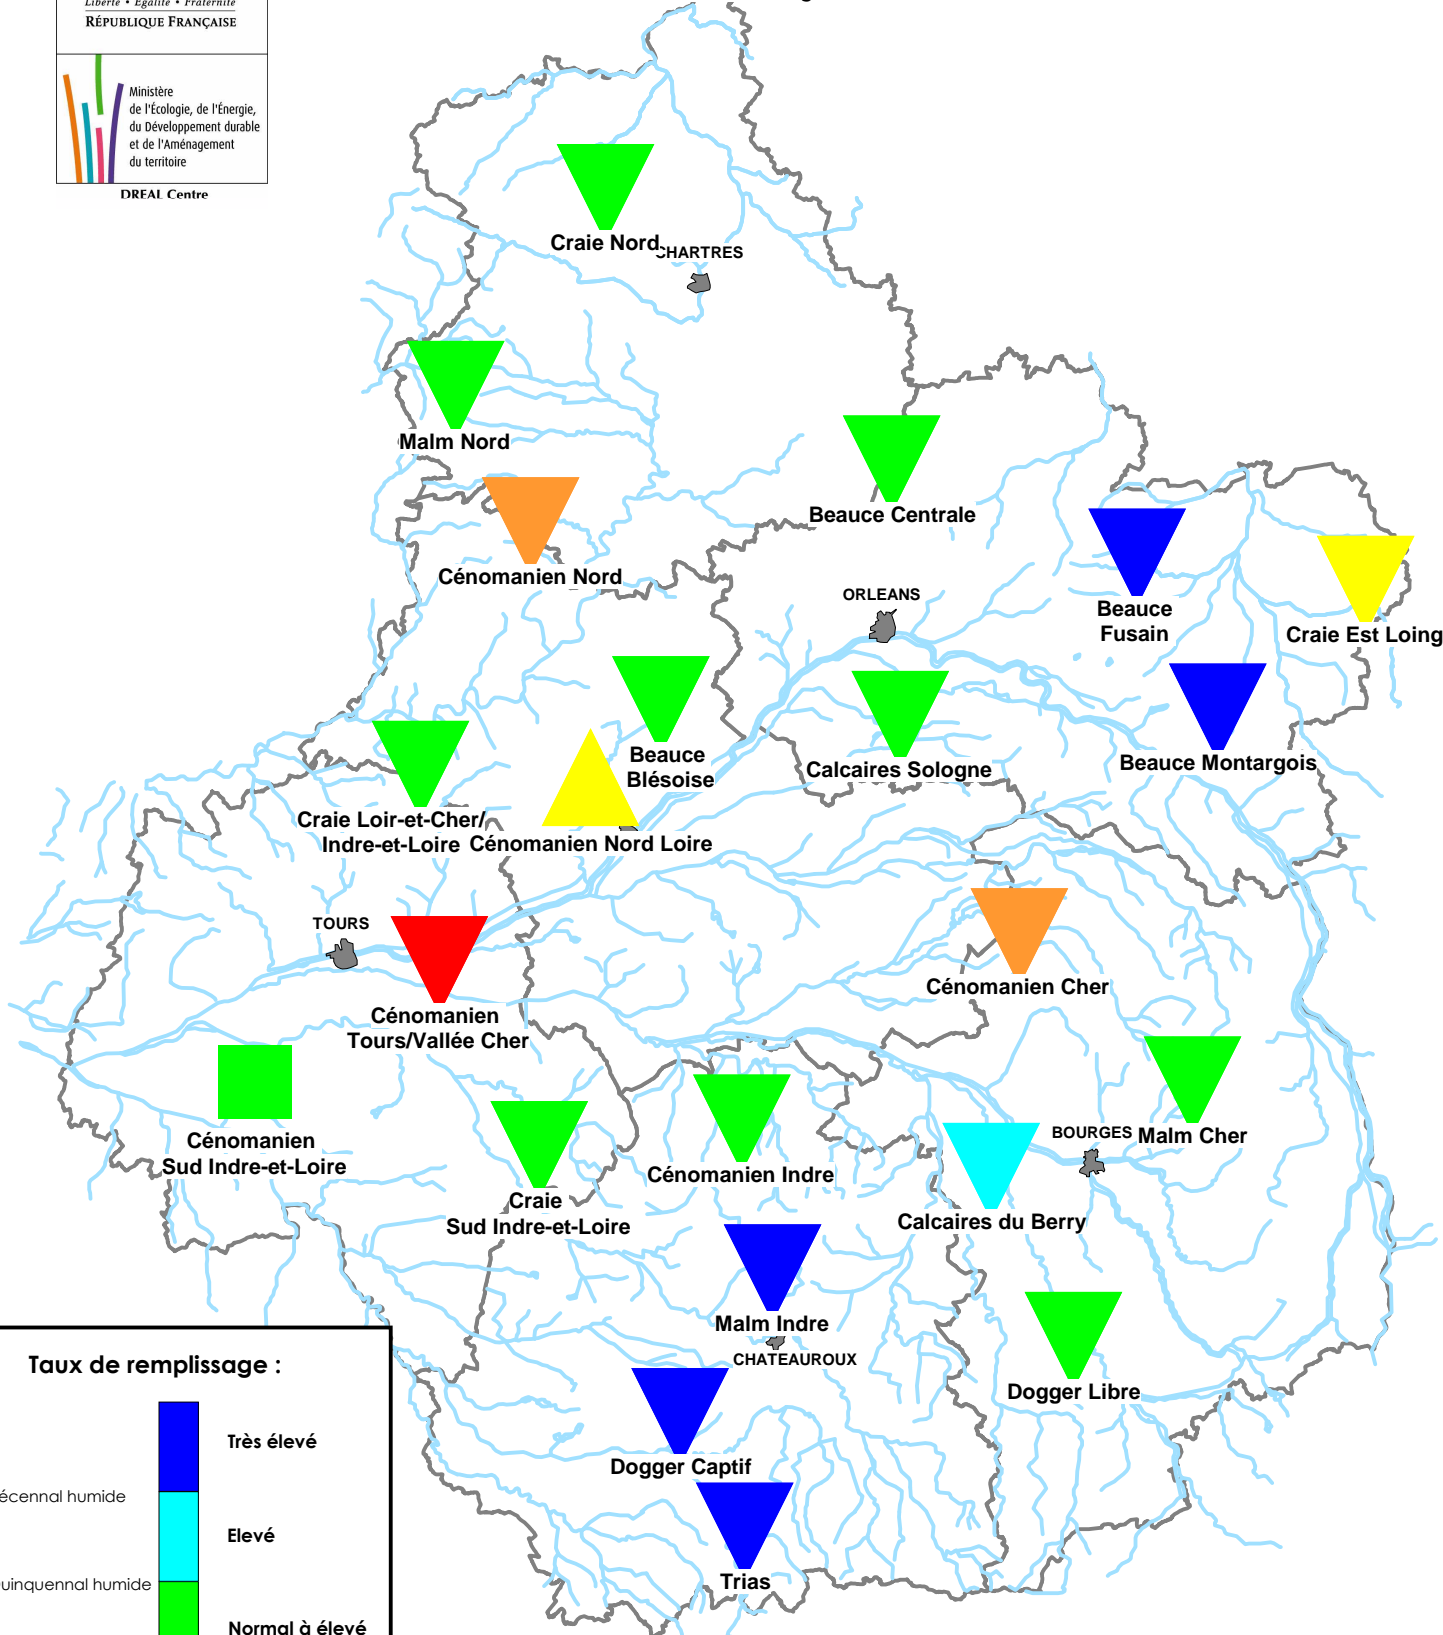 Liberté • Égalité • Fraternité
RÉPUBLIQUE FRANÇAISE
Ministère
de l'Écologie, de l'Énergie,
du Développement durable
et de l'Aménagement
du territoire
DREAL Centre
Craie Nord
CHARTRES
Malm Nord
Beauce Centrale
Cénomanien Nord
ORLEANS
Beauce
Fusain
Craie Est Loing
Beauce
Blésoise
Calcaires Sologne
Beauce Montargois
Craie Loir-et-Cher/
Indre-et-Loire
Cénomanien Nord Loire
TOURS
Cénomanien
Tours/Vallée Cher
Cénomanien Cher
Cénomanien
Sud Indre-et-Loire
Craie
Sud Indre-et-Loire
Cénomanien Indre
BOURGES
Malm Cher
Calcaires du Berry
Malm Indre
CHATEAUROUX
Dogger Libre
Dogger Captif
Trias
Taux de remplissage :
Très élevé
écennal humide
Elevé
uinquennal humide
Normal à élevé